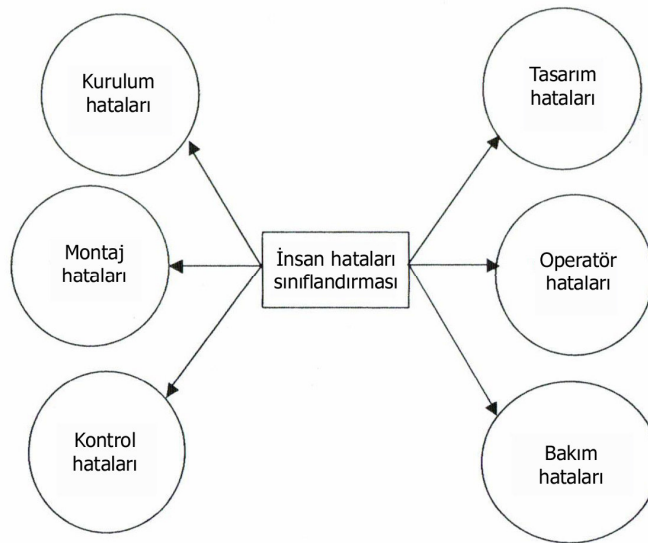 Kurulum
hataları
Tasarım
hataları
Montaj
hataları
İnsan hataları
sınıflandırması
Operatör
hataları
Kontrol
hataları
Bakım
hataları